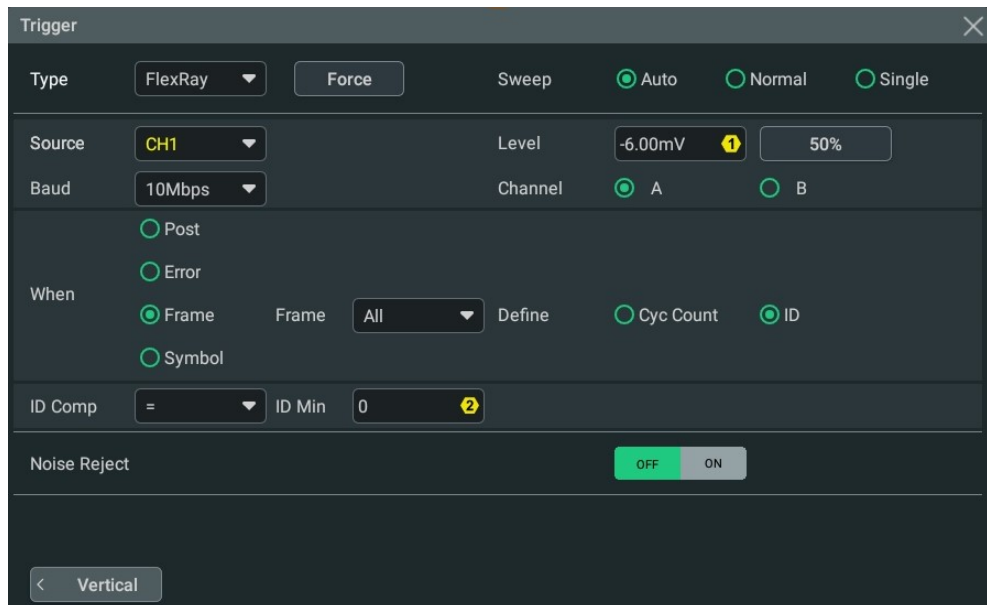 Trigger
Type FlexRay Force Sweep Auto Normal Single
Source CH1 Level -6.00mV 1 50%
Baud 10Mbps Channel A B
Post
Error
When
Frame Frame All Define Cyc Count ID
Symbol
ID Comp = ID Min 0 2
Noise Reject OFF ON
< Vertical